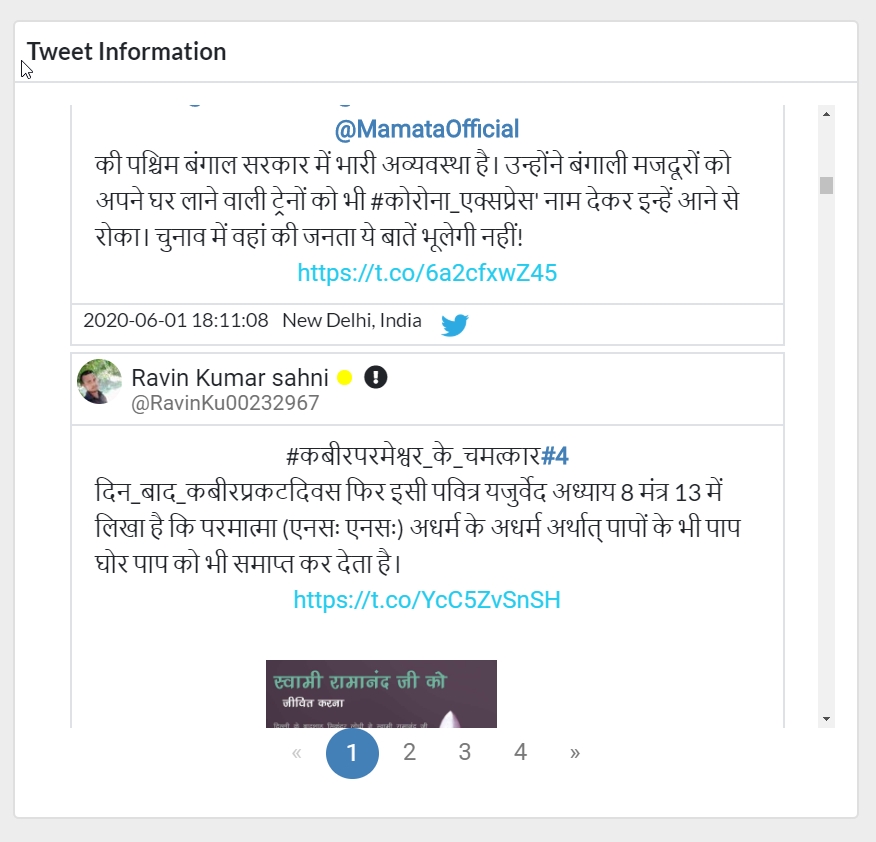 Tweet Information
@MamataOfficial
की पश्चिम बंगाल सरकार में भारी अव्यवस्था है। उन्होंने बंगाली मजदूरों को
अपने घर लाने वाली ट्रेनों को भी #कोरोना_एक्सप्रेस' नाम देकर इन्हें आने से
रोका। चुनाव में वहां की जनता ये बातें भूलेगी नहीं!
https://t.co/6a2cfxwZ45
2020-06-01 18:11:08 New Delhi, India
Ravin Kumar sahni
@RavinKu00232967
#कबीरपरमेश्वर_के_चमत्कार#4
दिन_बाद_कबीरप्रकटदिवस फिर इसी पवित्र यजुर्वेद अध्याय 8 मंत्र 13 में
लिखा है कि परमात्मा (एनसः एनसः) अधर्म के अधर्म अर्थात् पापों के भी पाप
घोर पाप को भी समाप्त कर देता है।
https://t.co/YcC5ZvSnSH
स्वामी रामानंद जी को
जीवित करना
« 1 2 3 4 »